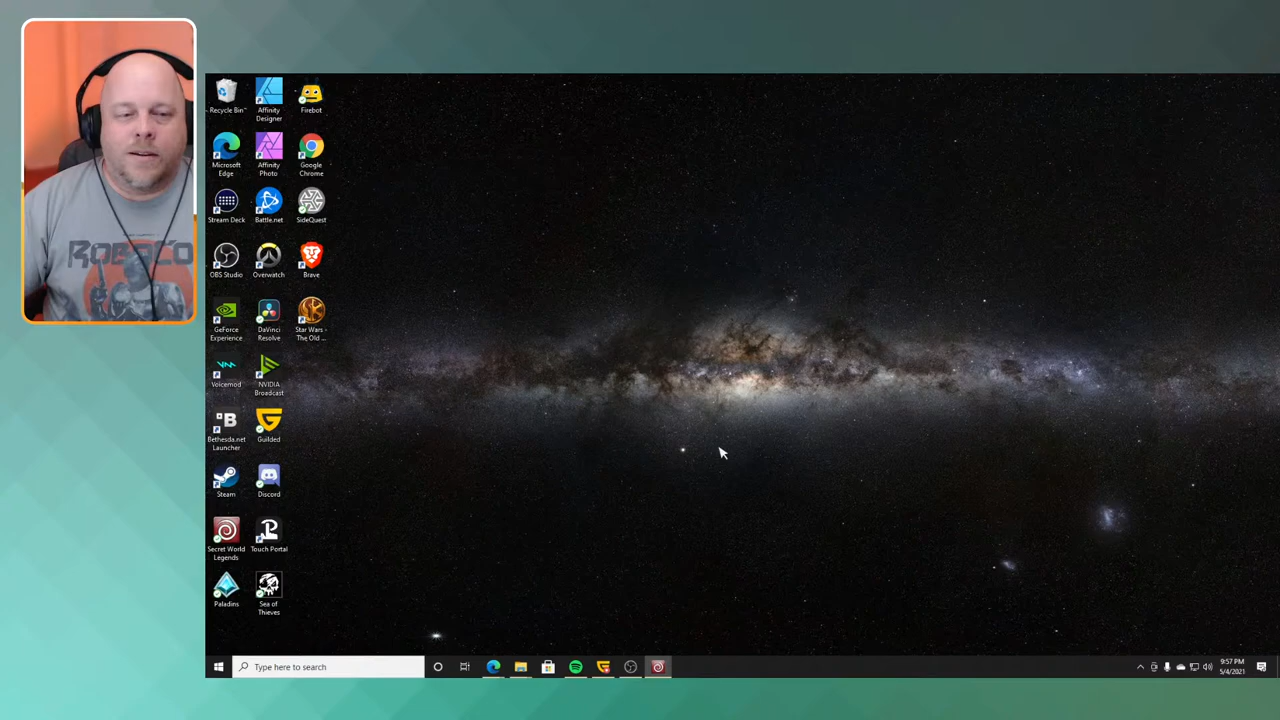 Recycle Bin
Affinity
Designer
Firebot
Microsoft
Edge
Affinity
Photo
Google
Chrome
Stream Deck
Battle.net
SideQuest
OBS Studio
Overwatch
Brave
GeForce
Experience
DaVinci
Resolve
Star Wars -
The Old ...
Voicemod
NVIDIA
Broadcast
Bethesda.net
Launcher
Guilded
Steam
Discord
Secret World
Legends
Touch Portal
Paladins
Sea of
Thieves
ROBOCO
Type here to search
9:57 PM
5/4/2021